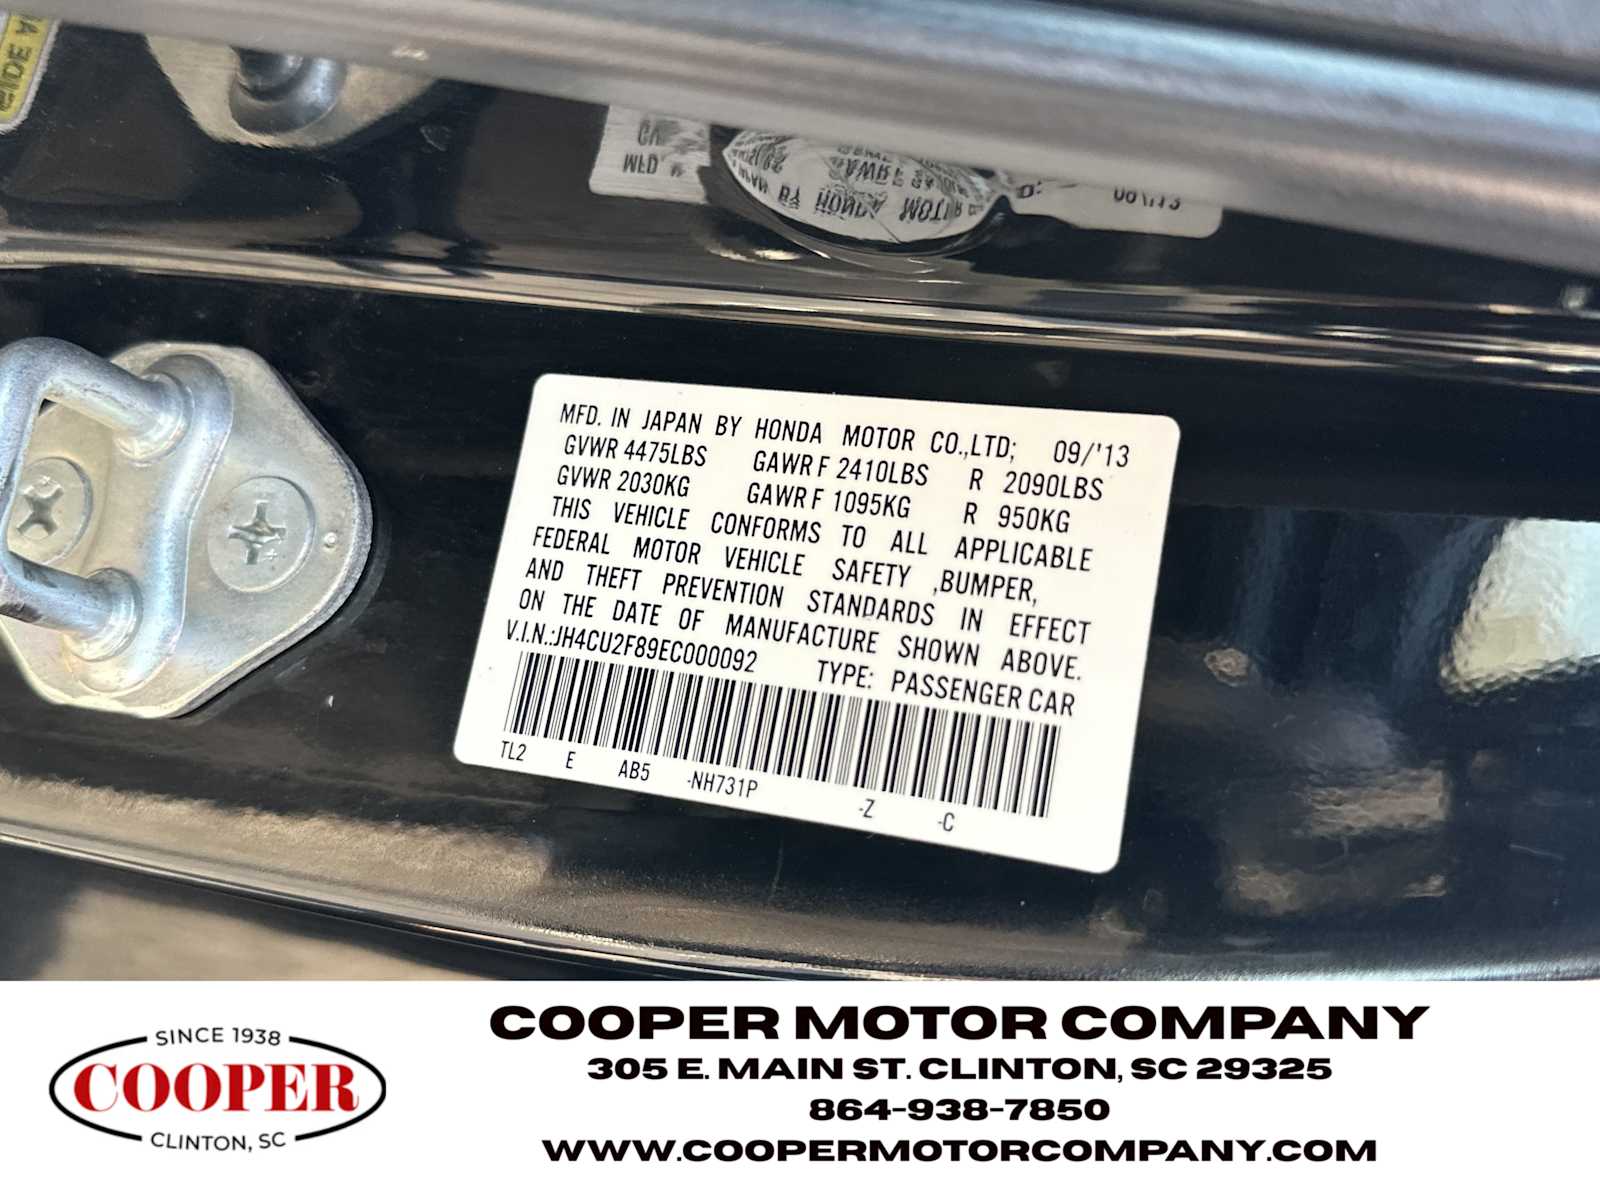 MFD. IN JAPAN BY HONDA MOTOR CO.,LTD; 09/'13
GVWR 4475LBS GAWR F 2410LBS R 2090LBS
GVWR 2030KG GAWR F 1095KG R 950KG
THIS VEHICLE CONFORMS TO ALL APPLICABLE
FEDERAL MOTOR VEHICLE SAFETY ,BUMPER,
AND THEFT PREVENTION STANDARDS IN EFFECT
ON THE DATE OF MANUFACTURE SHOWN ABOVE.
V.I.N.:JH4CU2F89EC000092 TYPE: PASSENGER CAR
TL2 E AB5 -NH731P -Z -C
SINCE 1938
COOPER
CLINTON, SC
COOPER MOTOR COMPANY
305 E. MAIN ST. CLINTON, SC 29325
864-938-7850
WWW.COOPERMOTORCOMPANY.COM